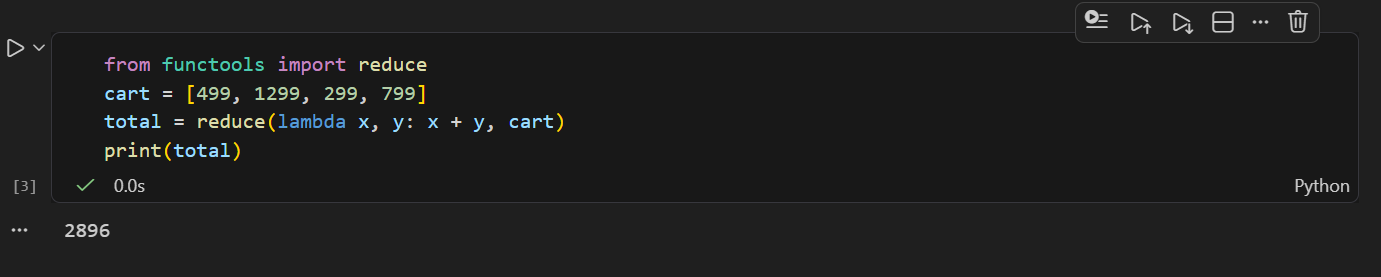 from functools import reduce
cart = [499, 1299, 299, 799]
total = reduce(lambda x, y: x + y, cart)
print(total)
[3]
0.0s
Python
2896